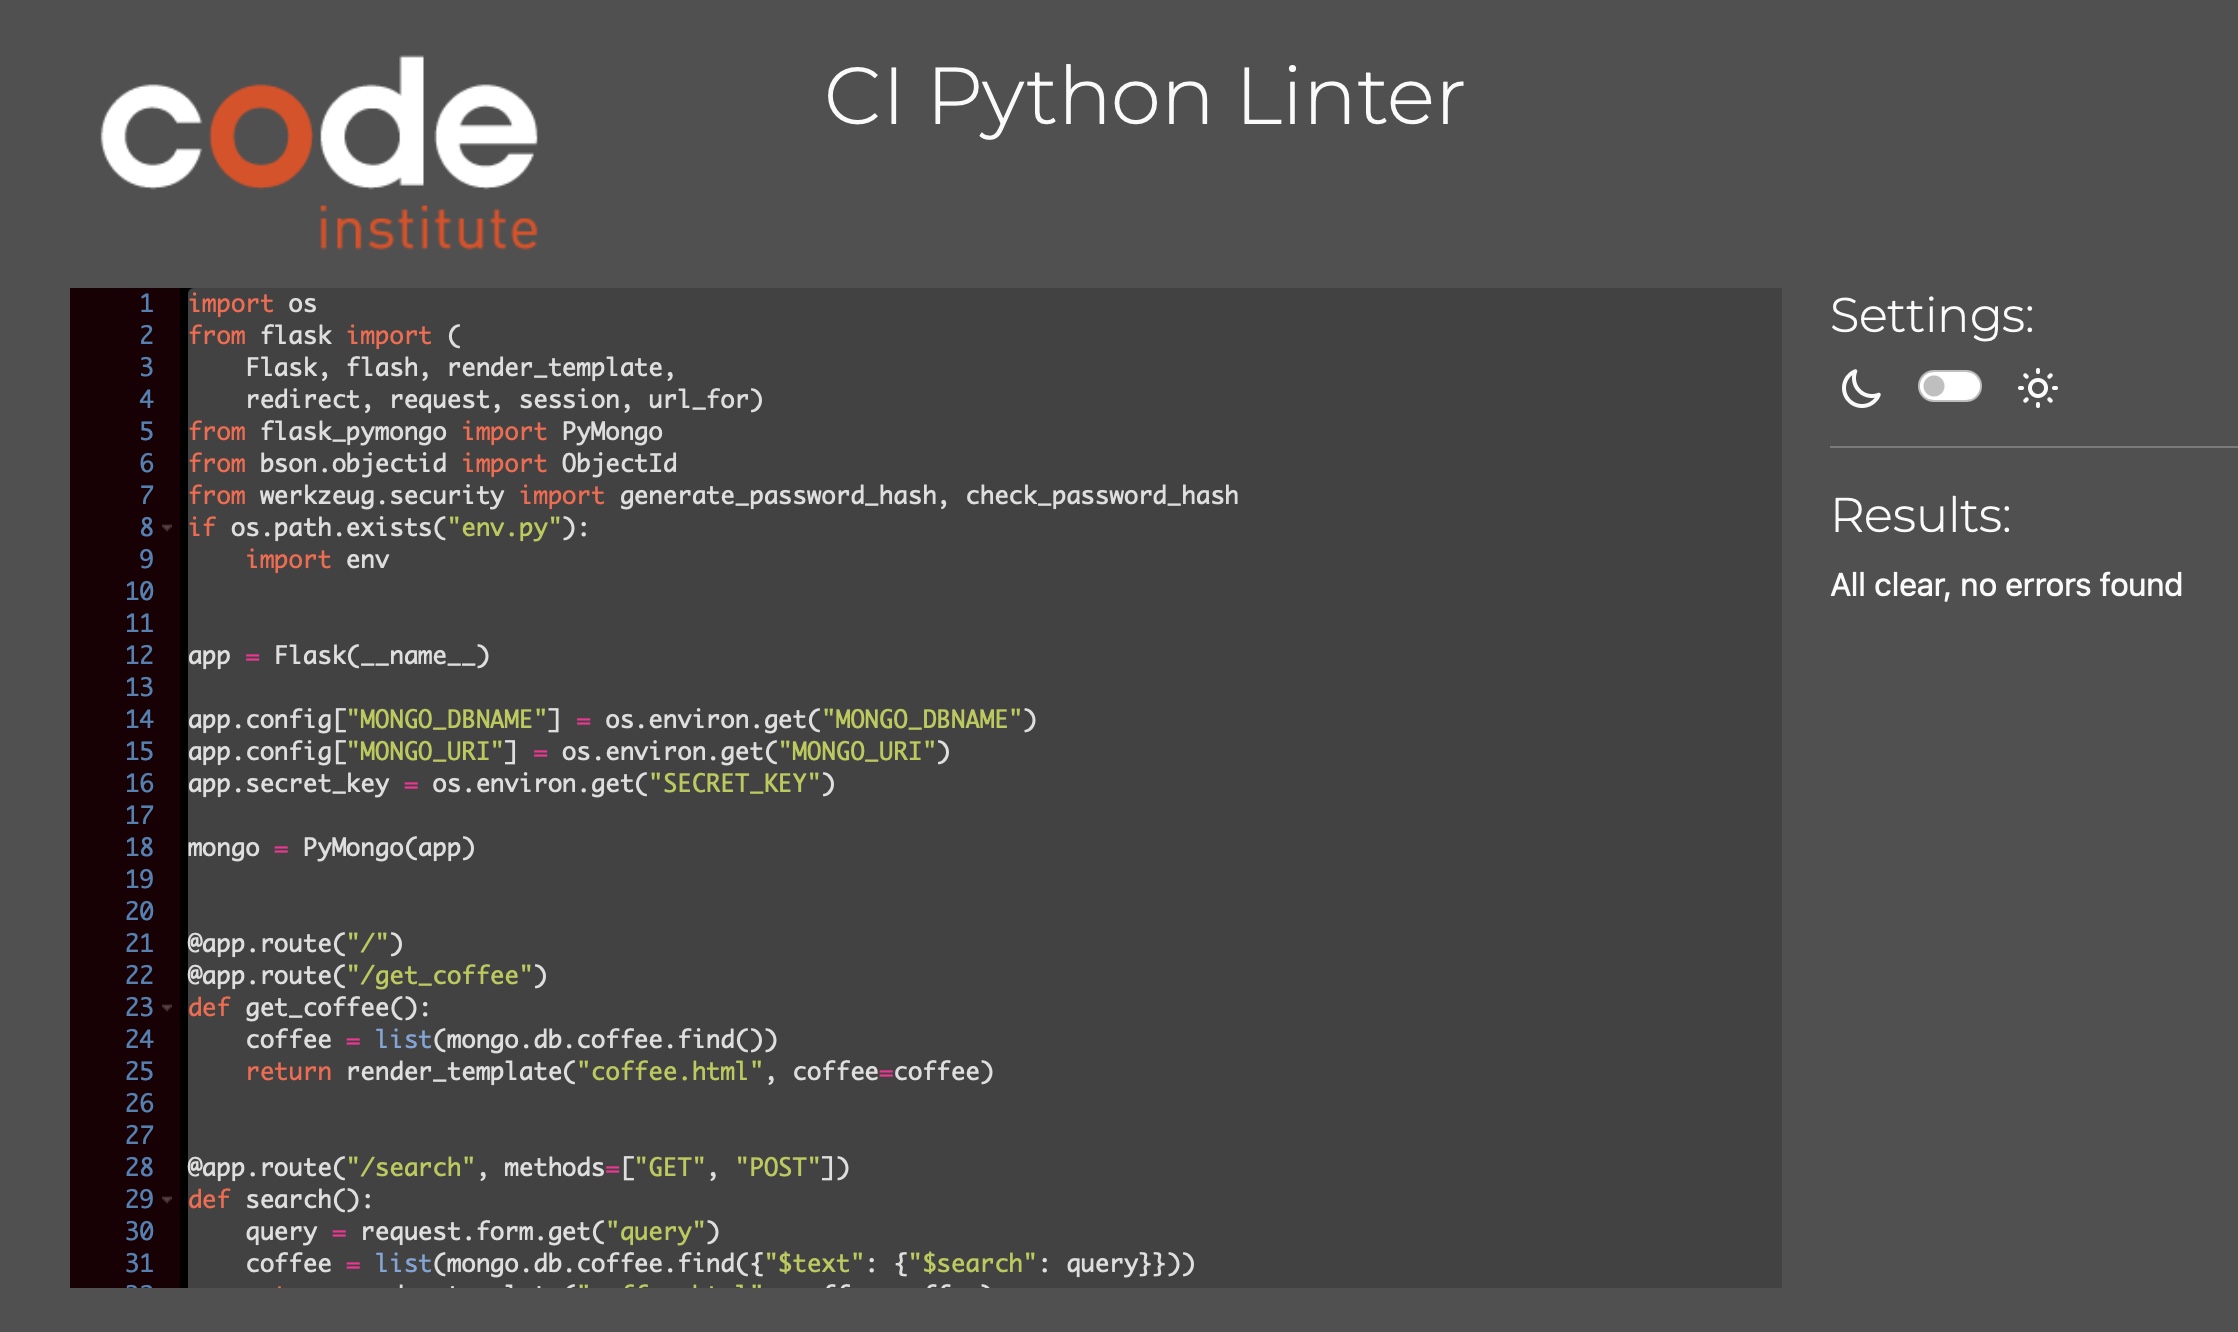 code
institute
CI Python Linter
1 import os
2 from flask import (
3     Flask, flash, render_template,
4     redirect, request, session, url_for)
5 from flask_pymongo import PyMongo
6 from bson.objectid import ObjectId
7 from werkzeug.security import generate_password_hash, check_password_hash
8 if os.path.exists("env.py"):
9     import env
10
11
12 app = Flask(__name__)
13
14 app.config["MONGO_DBNAME"] = os.environ.get("MONGO_DBNAME")
15 app.config["MONGO_URI"] = os.environ.get("MONGO_URI")
16 app.secret_key = os.environ.get("SECRET_KEY")
17
18 mongo = PyMongo(app)
19
20
21 @app.route("/")
22 @app.route("/get_coffee")
23 def get_coffee():
24     coffee = list(mongo.db.coffee.find())
25     return render_template("coffee.html", coffee=coffee)
26
27
28 @app.route("/search", methods=["GET", "POST"])
29 def search():
30     query = request.form.get("query")
31     coffee = list(mongo.db.coffee.find({"$text": {"$search": query}}))
Settings:
Results:
All clear, no errors found